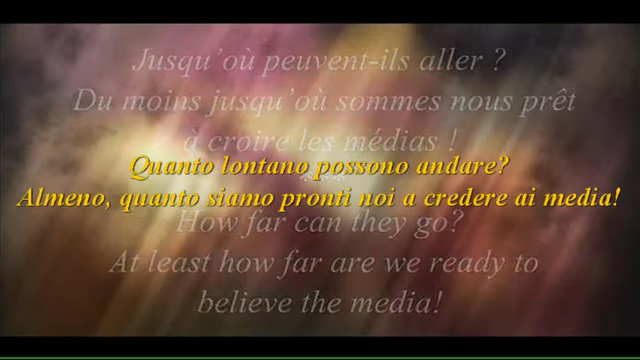 Jusqu’où peuvent-ils aller ?
Du moins jusqu’où sommes nous prêt
à croire les médias !
Quanto lontano possono andare?
Almeno, quanto siamo pronti noi a credere ai media!
How far can they go?
At least how far are we ready to
believe the media!